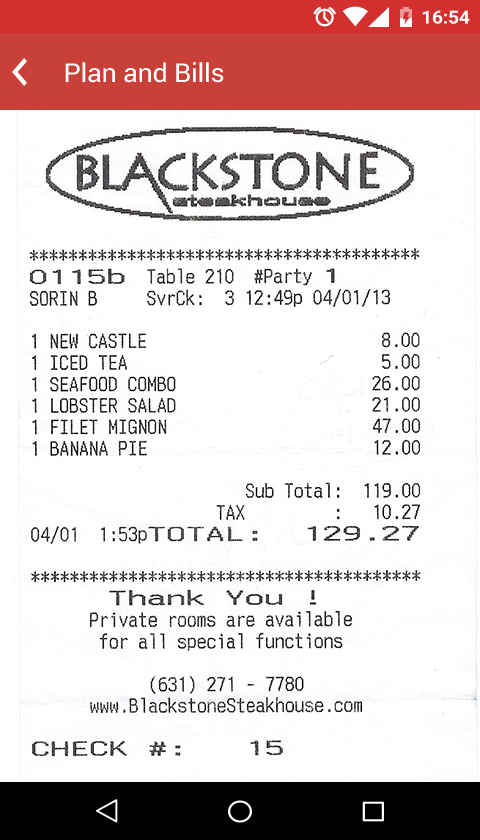 16:54
Plan and Bills
BLACKSTONE
steakhouse
****************************************
0115b Table 210 #Party 1
SORIN B SvrCk: 3 12:49p 04/01/13
1 NEW CASTLE 8.00
1 ICED TEA 5.00
1 SEAFOOD COMBO 26.00
1 LOBSTER SALAD 21.00
1 FILET MIGNON 47.00
1 BANANA PIE 12.00
Sub Total: 119.00
TAX : 10.27
04/01 1:53pTOTAL: 129.27
****************************************
Thank You !
Private rooms are available
for all special functions
(631) 271 - 7780
www.BlackstoneSteakhouse.com
CHECK #: 15